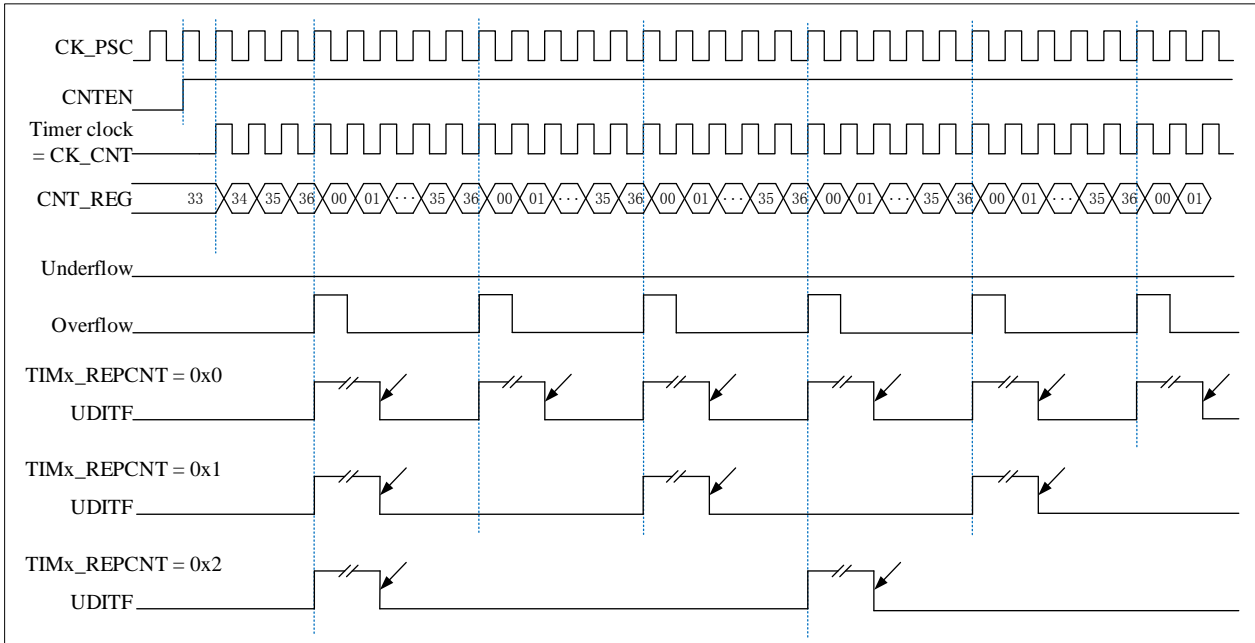 CK_PSC
CNTEN
Timer clock
= CK_CNT
CNT_REG 33 34 35 36 00 01 ··· 35 36 00 01 ··· 35 36 00 01 ··· 35 36 00 01 ··· 35 36 00 01 ··· 35 36 00 01
Underflow
Overflow
TIMx_REPCNT = 0x0
UDITF
TIMx_REPCNT = 0x1
UDITF
TIMx_REPCNT = 0x2
UDITF